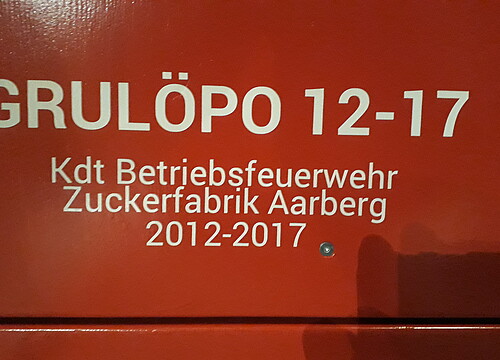 GRULÖPO 12-17
Kdt Betriebsfeuerwehr
Zuckerfabrik Aarberg
2012-2017